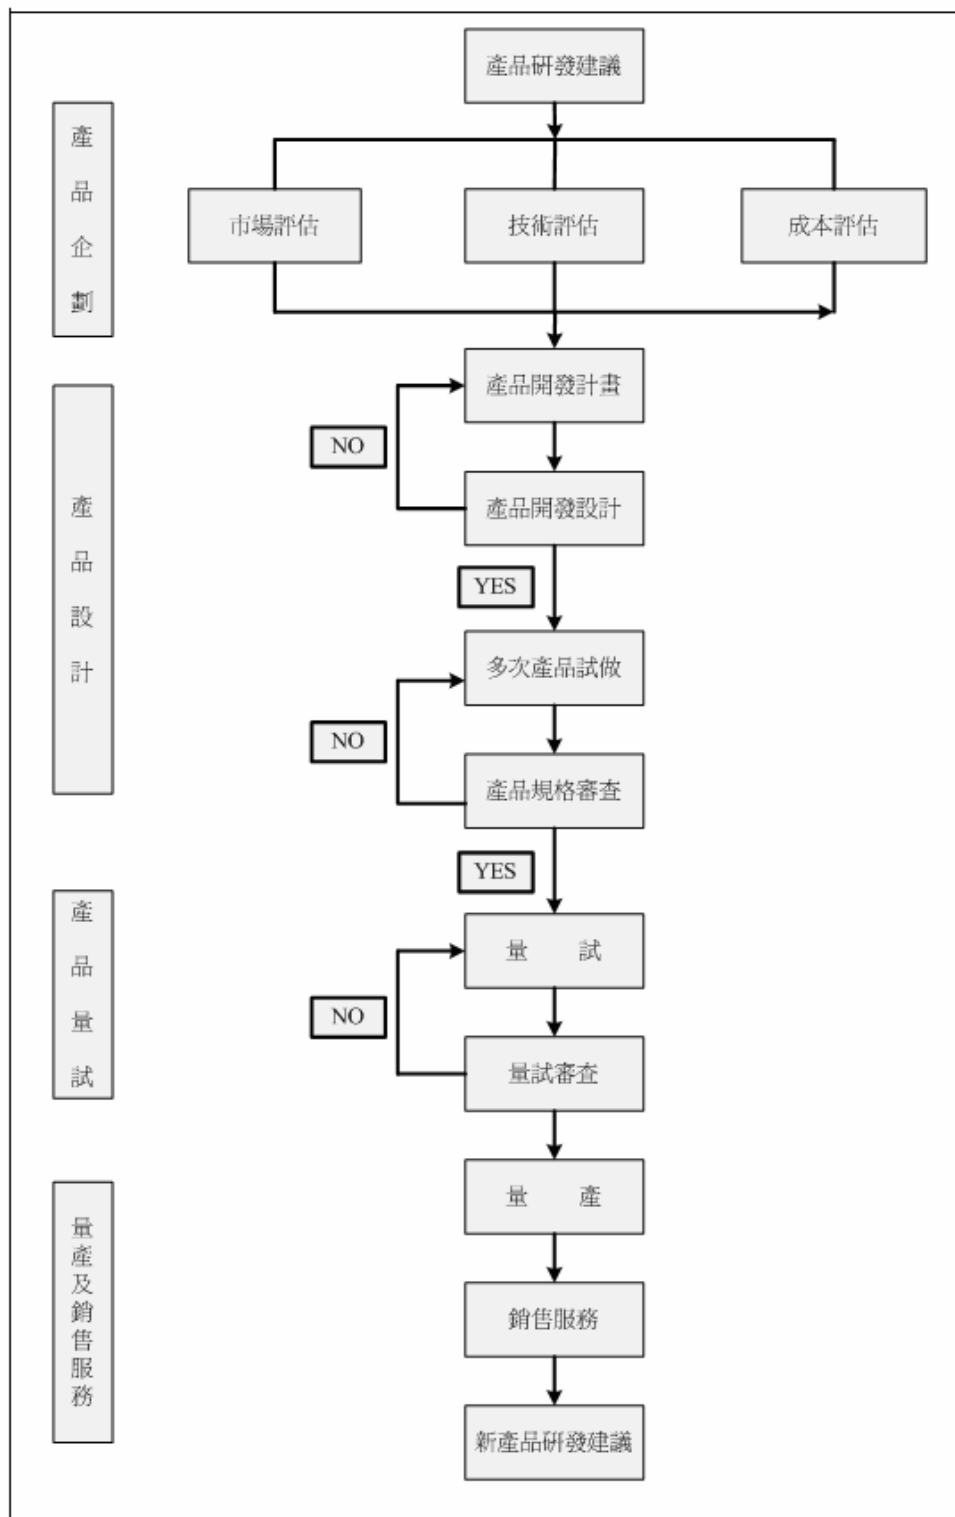 產品研發建議
產品企劃
市場評估
技術評估
成本評估
產品開發計畫
NO
產品設計
產品開發設計
YES
多次產品試做
NO
產品規格審查
YES
產品量試
量 試
NO
量試審查
量 產
量產及銷售服務
銷售服務
新產品研發建議